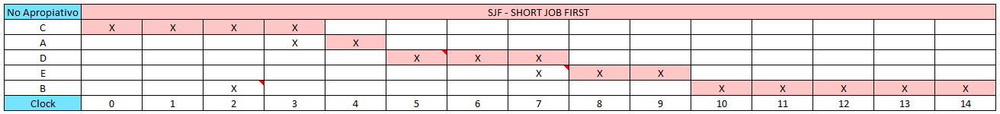 No Apropiativo SJF - SHORT JOB FIRST
C X X X X
A X X
D X X X
E X X X
B X X X X X X
Clock 0 1 2 3 4 5 6 7 8 9 10 11 12 13 14